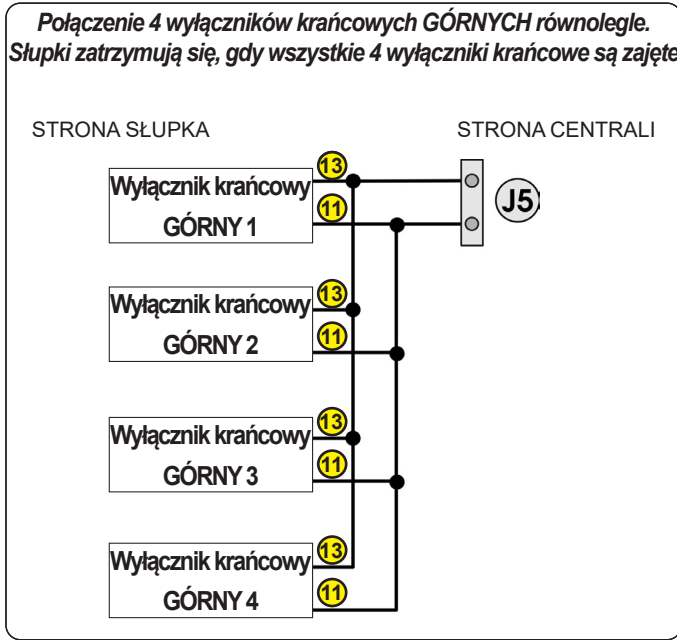 Połączenie 4 wyłączników krańcowych GÓRNYCH równolegle.
Słupki zatrzymują się, gdy wszystkie 4 wyłączniki krańcowe są zajęte
STRONA SŁUPKA
STRONA CENTRALI
13
Wyłącznik krańcowy
11
GÓRNY 1
J5
13
Wyłącznik krańcowy
11
GÓRNY 2
13
Wyłącznik krańcowy
11
GÓRNY 3
13
Wyłącznik krańcowy
11
GÓRNY 4